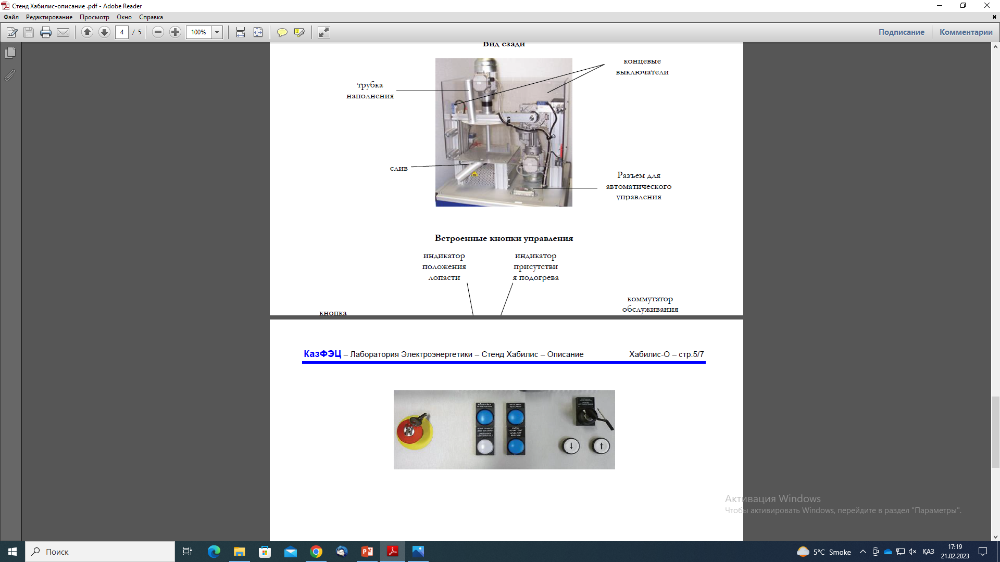 Стенд Хабилис-описание .pdf - Adobe Reader
Файл Редактирование Просмотр Окно Справка
4 / 5 100% Подписание Комментарии
Вид сзади
концевые
выключатели
трубка
наполнения
слив
Разъем для
автоматического
управления
Встроенные кнопки управления
индикатор
положения
лопасти
индикатор
присутстви
я подогрева
коммутатор
обслуживания
кнопка
КазФЭЦ – Лаборатория Электроэнергетики – Стенд Хабилис – Описание Хабилис-О – стр.5/7
Активация Windows
Чтобы активировать Windows, перейдите в раздел "Параметры".
Поиск
5°C Smoke ҚАЗ 17:19
21.02.2023